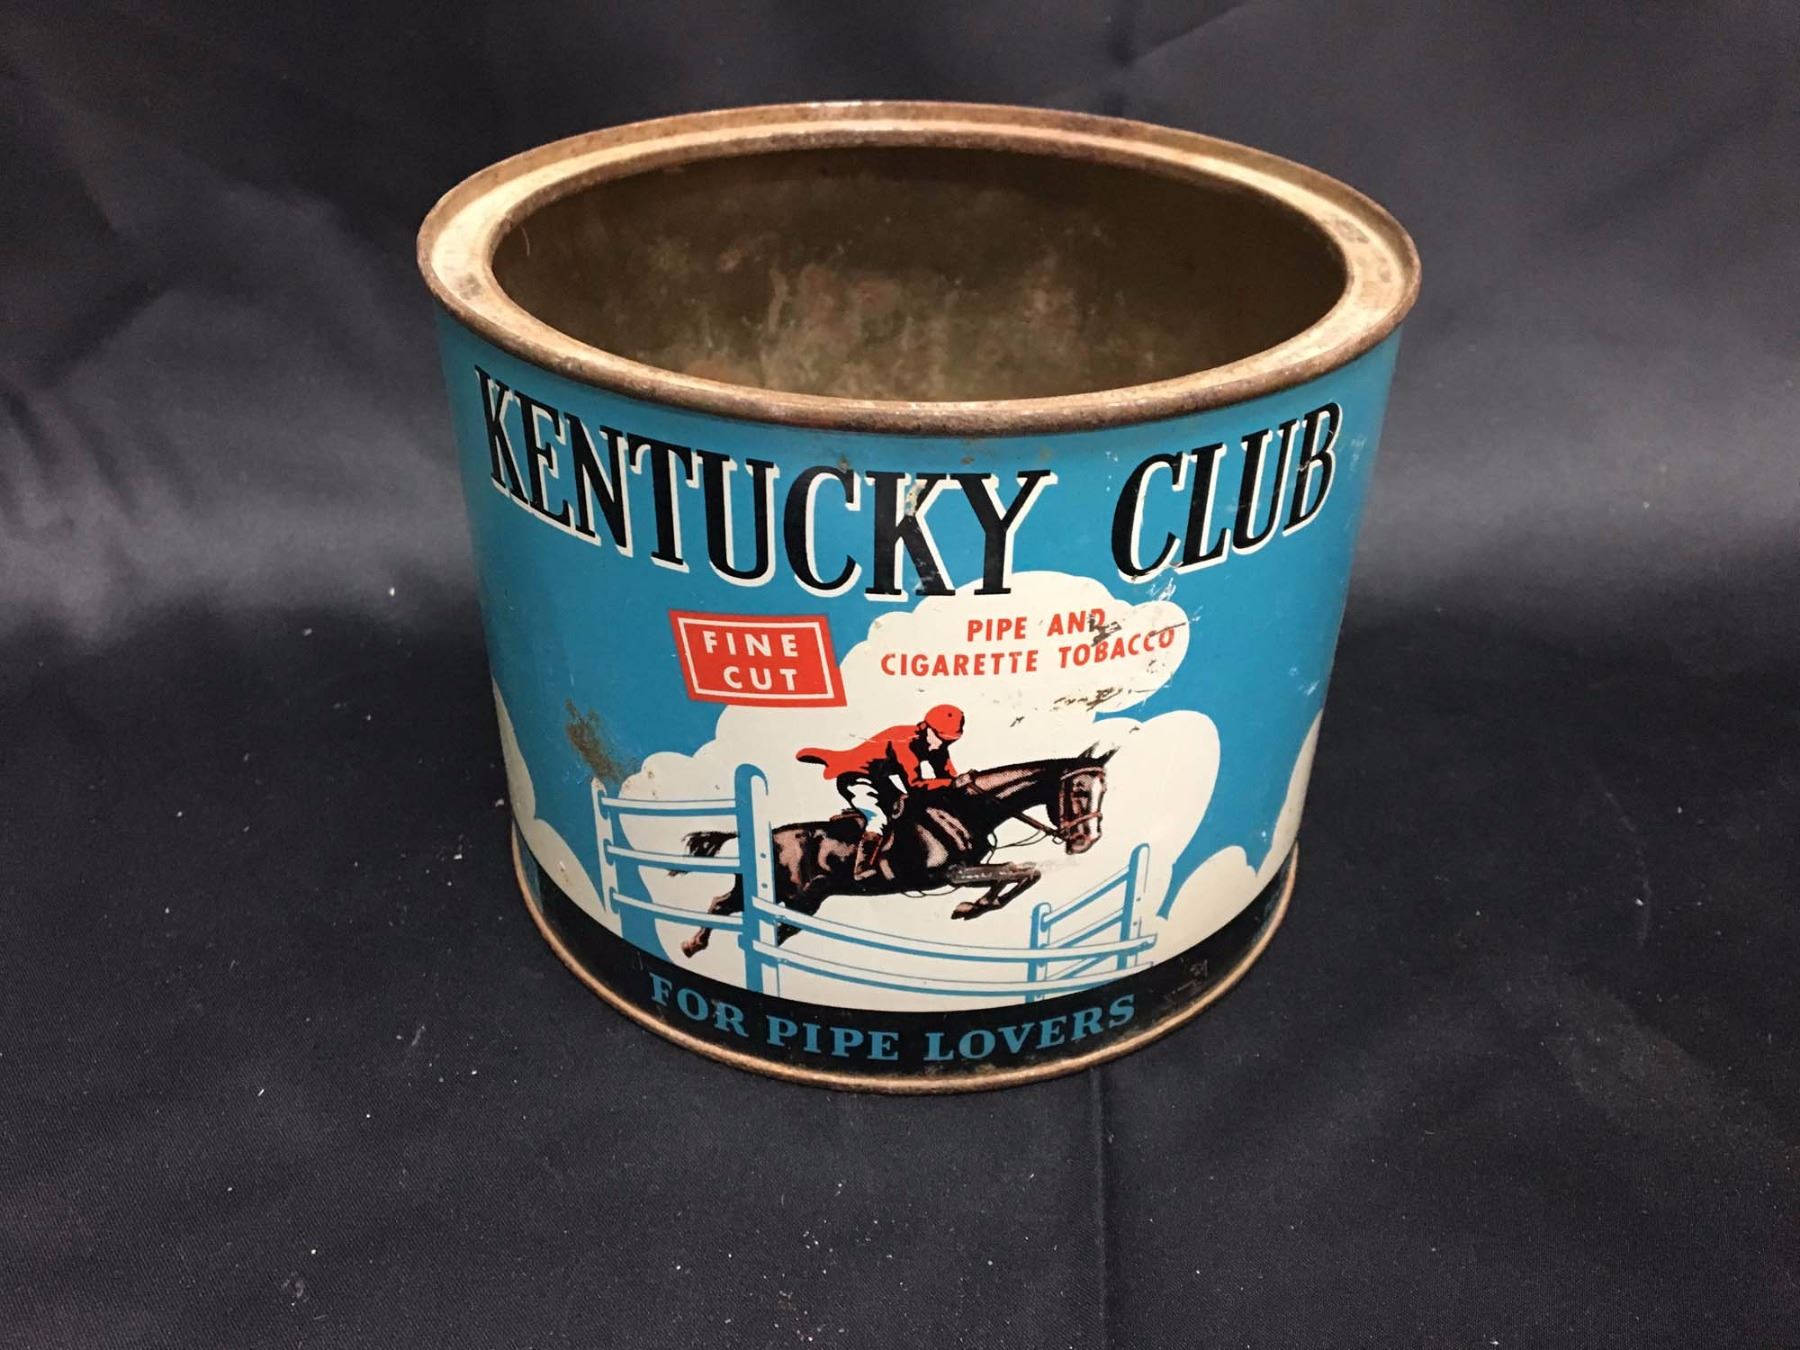 KENTUCKY CLUB
FINE
CUT
PIPE AND
CIGARETTE TOBACCO
FOR PIPE LOVERS